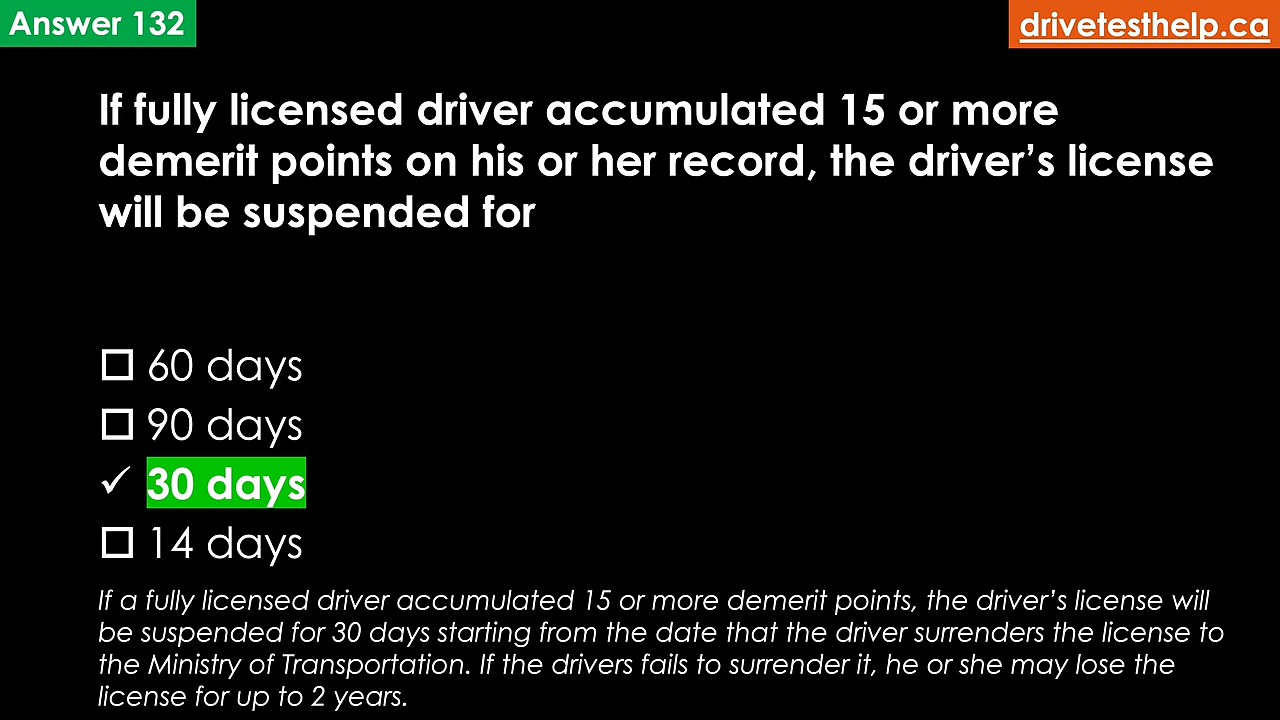 Answer 132
drivetesthelp.ca
If fully licensed driver accumulated 15 or more
demerit points on his or her record, the driver’s license
will be suspended for
60 days
90 days
30 days
14 days
If a fully licensed driver accumulated 15 or more demerit points, the driver’s license will
be suspended for 30 days starting from the date that the driver surrenders the license to
the Ministry of Transportation. If the drivers fails to surrender it, he or she may lose the
license for up to 2 years.